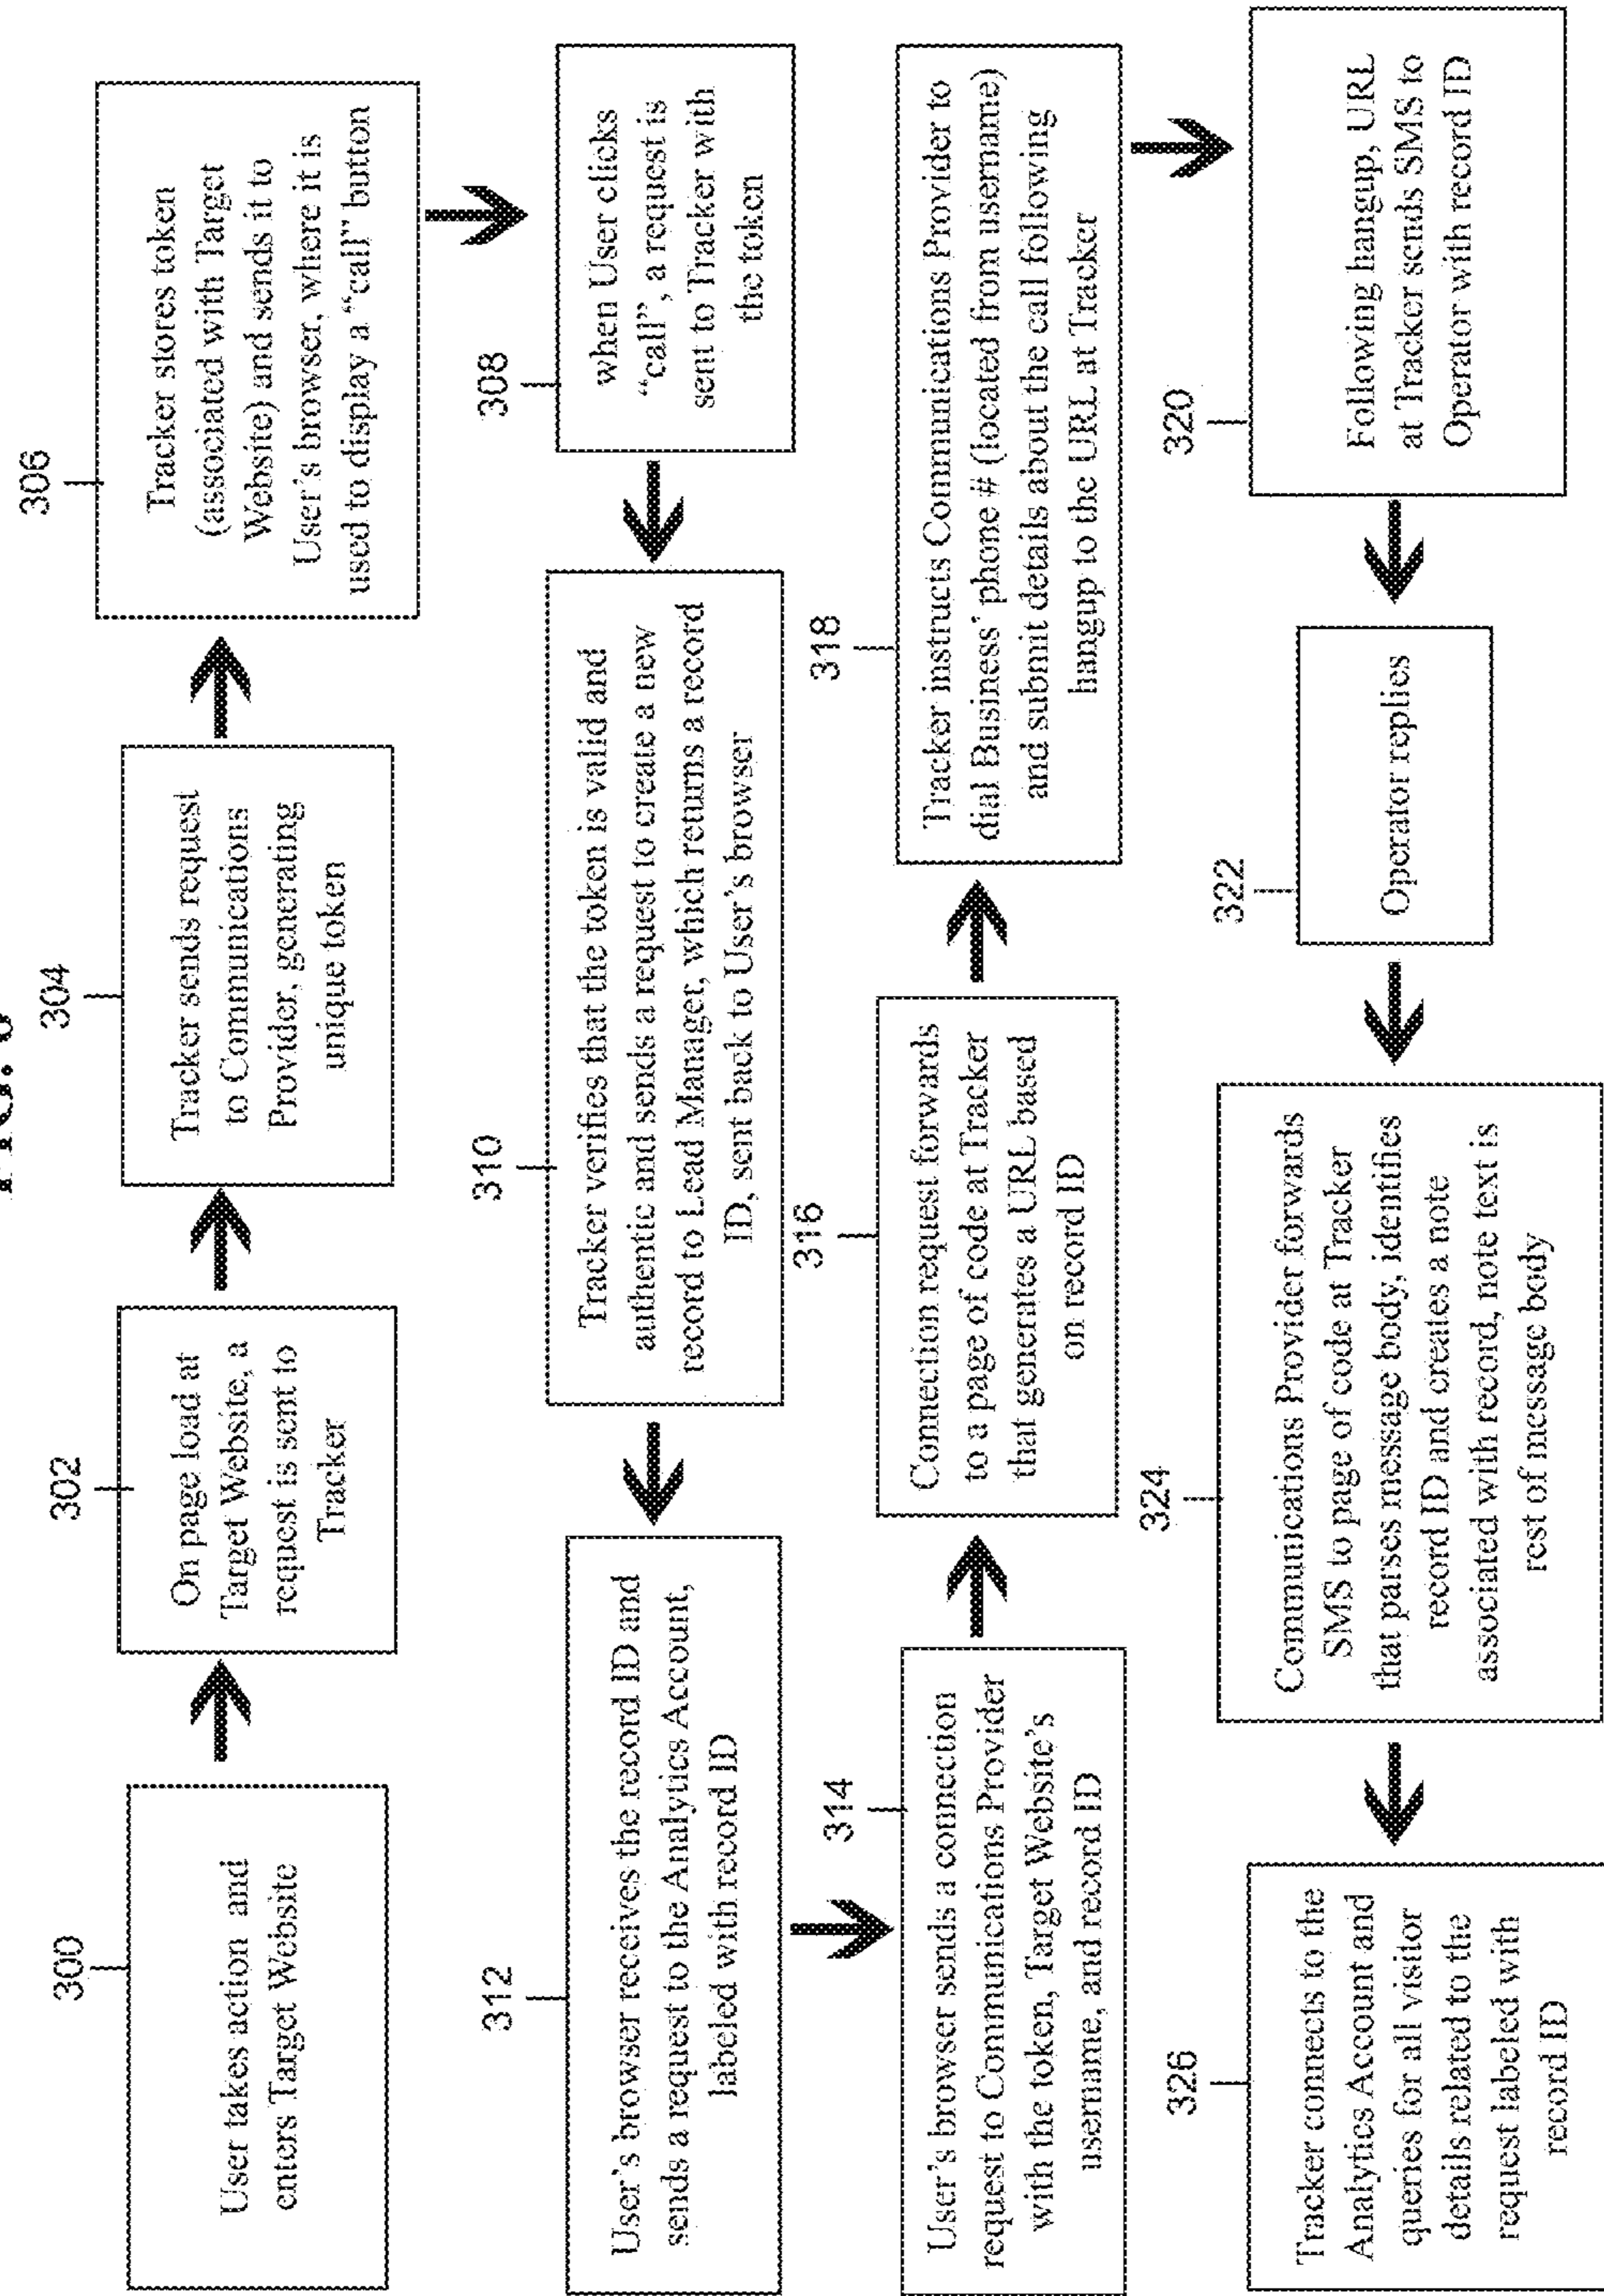 FIG.
300
User takes action and
enters Target Website
302
On page load at
Target Website, a
request is sent to
Tracker
304
Tracker sends request
to Communications
Provider, generating
unique token
306
Tracker stores token
(associated with Target
Website) and sends it to
User's browser, where it is
used to display a "call" button
308
when User clicks
"call", a request is
sent to Tracker with
the token
310
Tracker verifies that the token is valid and
authentic and sends a request to create a new
record to Lead Manager, which returns a record
ID, sent back to User's browser
312
User's browser receives the record ID and
sends a request to the Analytics Account,
labeled with record ID
314
User's browser sends a connection
request to Communications Provider
with the token, Target Website's
username, and record ID
316
Connection request forwards
to a page of code at Tracker
that generates a URL based
on record ID
318
Tracker instructs Communications Provider to
dial Business' phone # (located from username)
and submit details about the call following
hangup to the URL at Tracker
320
Following hangup, URL
at Tracker sends SMS to
Operator with record ID
322
Operator replies
324
Communications Provider forwards
SMS to page of code at Tracker
that parses message body, identifies
record ID and creates a note
associated with record, note text is
rest of message body
326
Tracker connects to the
Analytics Account and
queries for all visitor
details related to the
request labeled with
record ID